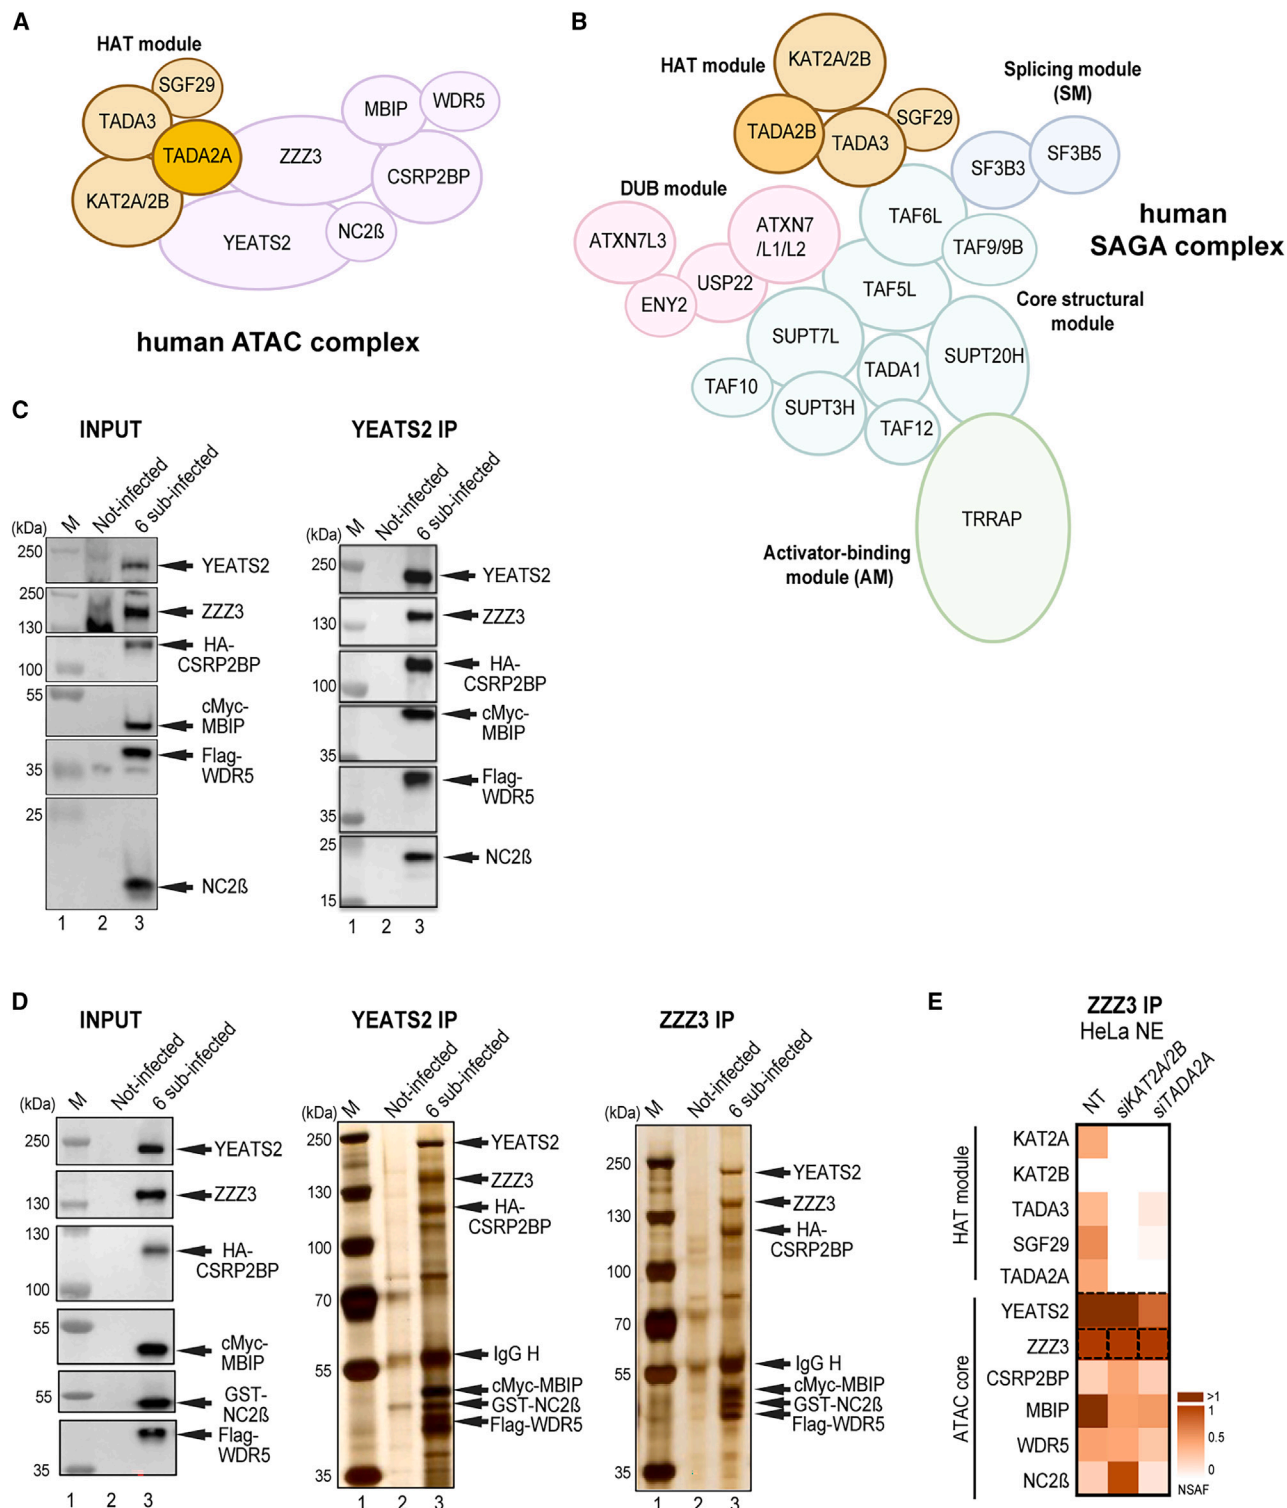 A
HAT module
SGF29
TADA3
TADA2A
KAT2A/2B
ZZZ3
MBIP
WDR5
CSRP2BP
YEATS2
NC2ß
human ATAC complex
B
HAT module
KAT2A/2B
TADA2B
TADA3
SGF29
Splicing module
(SM)
SF3B3
SF3B5
DUB module
ATXN7L3
ATXN7
/L1/L2
USP22
ENY2
TAF6L
TAF9/9B
human
SAGA complex
TAF5L
Core structural
module
SUPT7L
SUPT20H
TADA1
TAF10
SUPT3H
TAF12
TRRAP
Activator-binding
module (AM)
C
INPUT
(kDa)
M
Not-infected
6 sub-infected
250
YEATS2
250
ZZZ3
130
HA-
CSRP2BP
100
55
cMyc-
MBIP
Flag-
WDR5
35
25
NC2ß
1 2 3
YEATS2 IP
(kDa)
M
Not-infected
6 sub-infected
250
YEATS2
ZZZ3
130
HA-
CSRP2BP
100
cMyc-
MBIP
35
Flag-
WDR5
35
25
NC2ß
15
1 2 3
D
INPUT
(kDa)
M
Not-infected
6 sub-infected
250
YEATS2
ZZZ3
130
130
HA-
CSRP2BP
100
55
cMyc-
MBIP
55
GST-
NC2ß
Flag-
WDR5
35
1 2 3
YEATS2 IP
(kDa)
M
Not-infected
6 sub-infected
250
YEATS2
ZZZ3
130
HA-
CSRP2BP
100
70
IgG H
55
cMyc-MBIP
GST-NC2ß
Flag-WDR5
35
1 2 3
ZZZ3 IP
(kDa)
M
Not-infected
6 sub-infected
250
YEATS2
ZZZ3
130
HA-
CSRP2BP
100
70
IgG H
55
cMyc-MBIP
GST-NC2ß
Flag-WDR5
35
1 2 3
E
ZZZ3 IP
HeLa NE
NT
siKAT2A/2B
siTADA2A
HAT module
KAT2A
KAT2B
TADA3
SGF29
TADA2A
ATAC core
YEATS2
ZZZ3
CSRP2BP
MBIP
WDR5
NC2ß
>1
1
0.5
0
NSAF